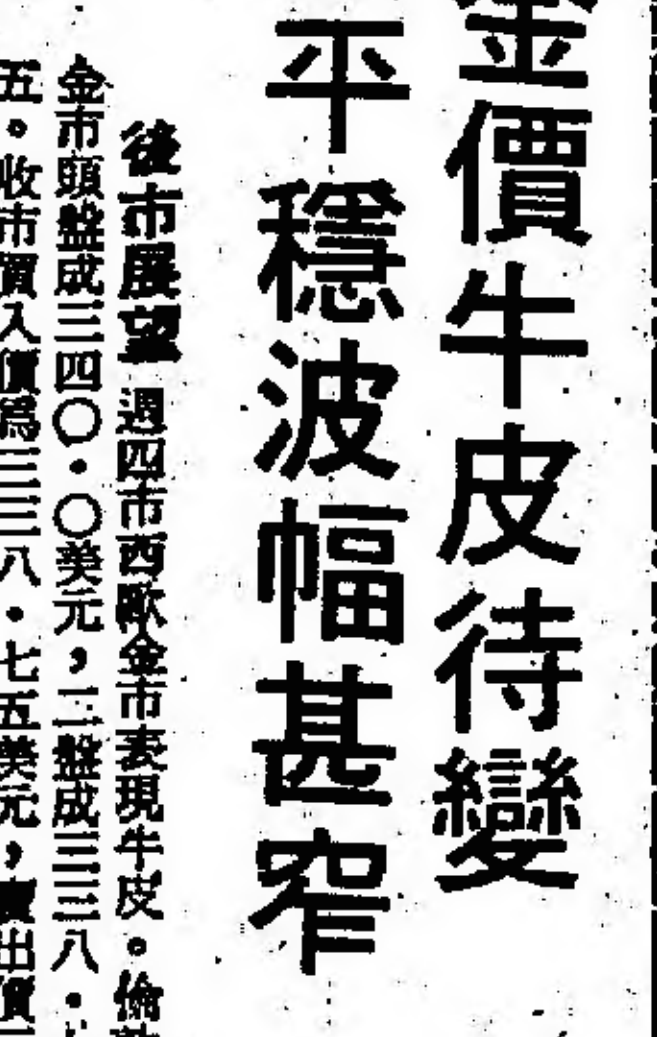 金價牛皮待變
平穩波幅甚窄
後市展望 週四市西歐金市表現牛皮。倫
金市頭盤成三四〇·〇美元，二盤成三三八·
五。收市買入價為三三八·七五美元，賣出價